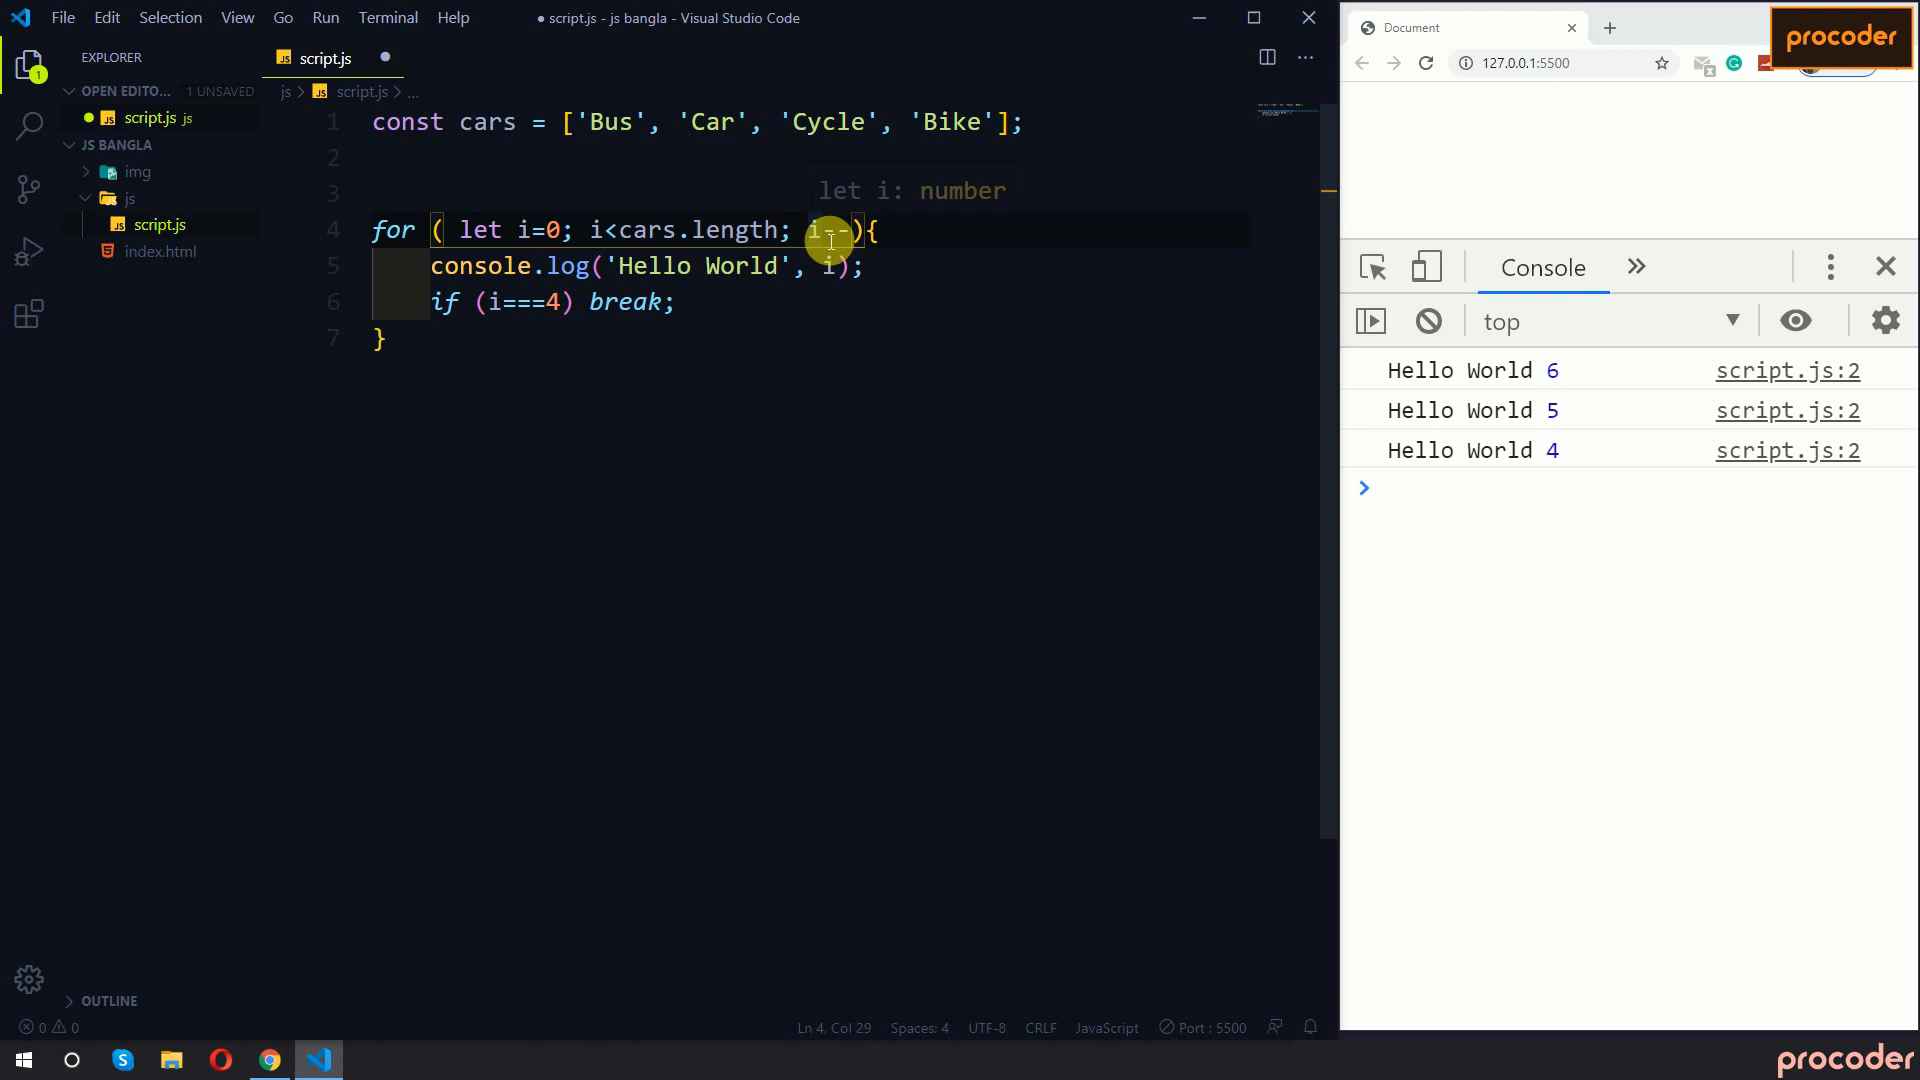 File Edit Selection View Go Run Terminal Help
● script.js - js bangla - Visual Studio Code
EXPLORER
OPEN EDITO... 1 UNSAVED
script.js js
JS BANGLA
img
js
script.js
index.html
OUTLINE
1
script.js
js > script.js > ...
1 const cars = ['Bus', 'Car', 'Cycle', 'Bike'];
2
3
let i: number
4 for ( let i=0; i<cars.length; i--){
5 console.log('Hello World', i);
6 if (i===4) break;
7 }
0 0
Ln 4, Col 29 Spaces: 4 UTF-8 CRLF JavaScript Port : 5500
Document
procoder
127.0.0.1:5500
Console
top
Hello World 6 script.js:2
Hello World 5 script.js:2
Hello World 4 script.js:2
procoder